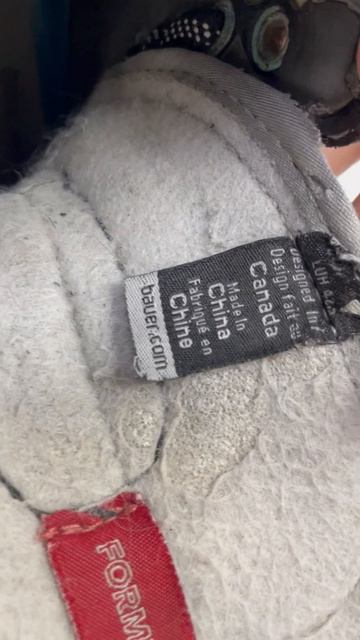 Designed in/
Design fait au
Canada
Made in
China
Fabriqué en
Chine
bauer.com
FORM